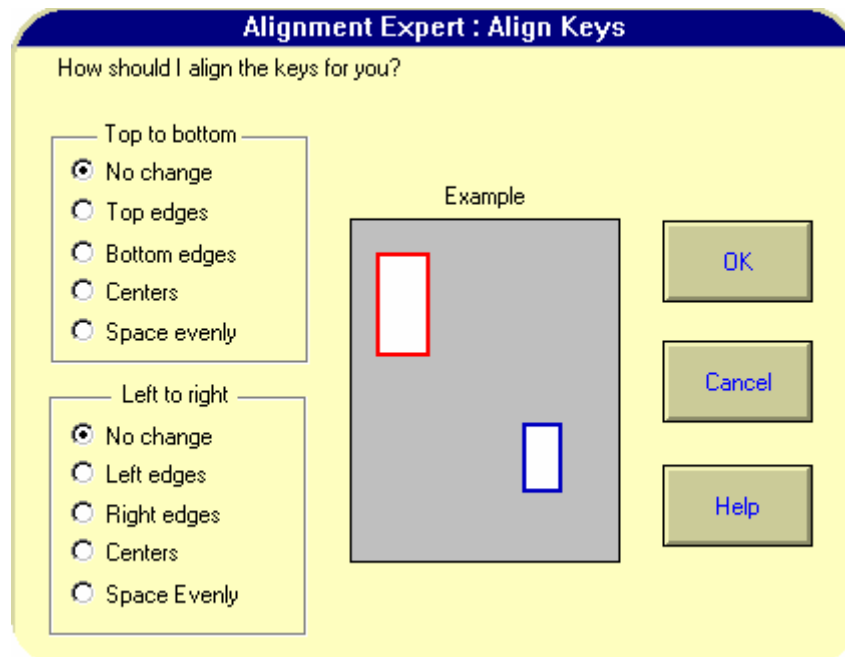 Alignment Expert : Align Keys
How should I align the keys for you?
Top to bottom
No change
Top edges
Bottom edges
Centers
Space evenly
Left to right
No change
Left edges
Right edges
Centers
Space Evenly
Example
OK
Cancel
Help